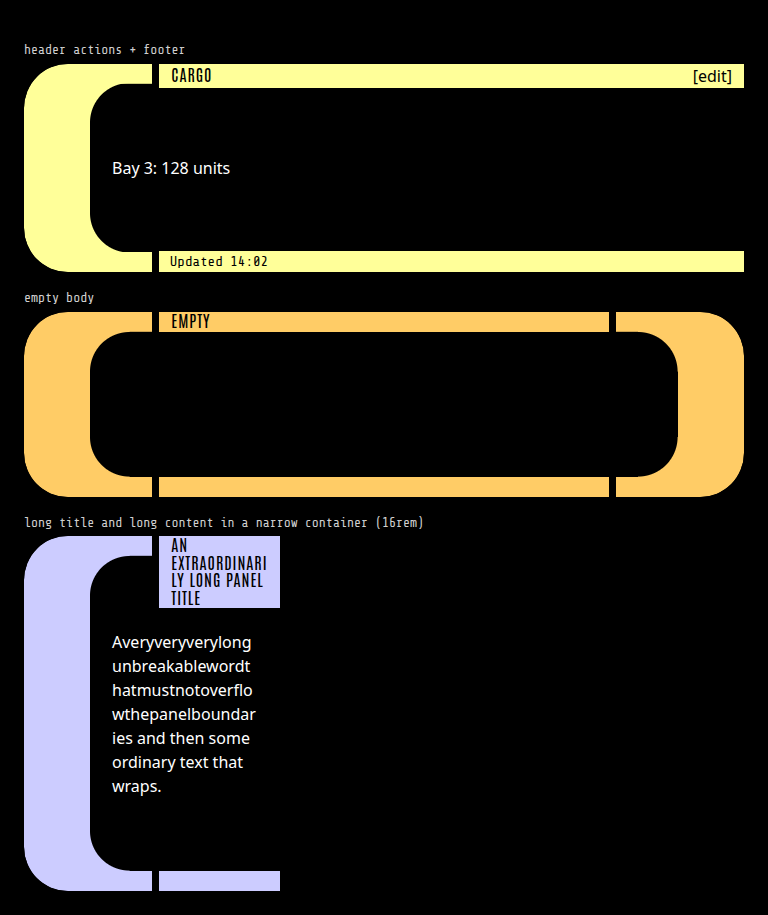 header actions + footer
CARGO [edit]
Bay 3: 128 units
Updated 14:02
empty body
EMPTY
long title and long content in a narrow container (16rem)
AN
EXTRAORDINARI
LY LONG PANEL
TITLE
Averyveryverylong
unbreakablewordt
hatmustnotoverflo
wthepanelboundar
ies and then some
ordinary text that
wraps.